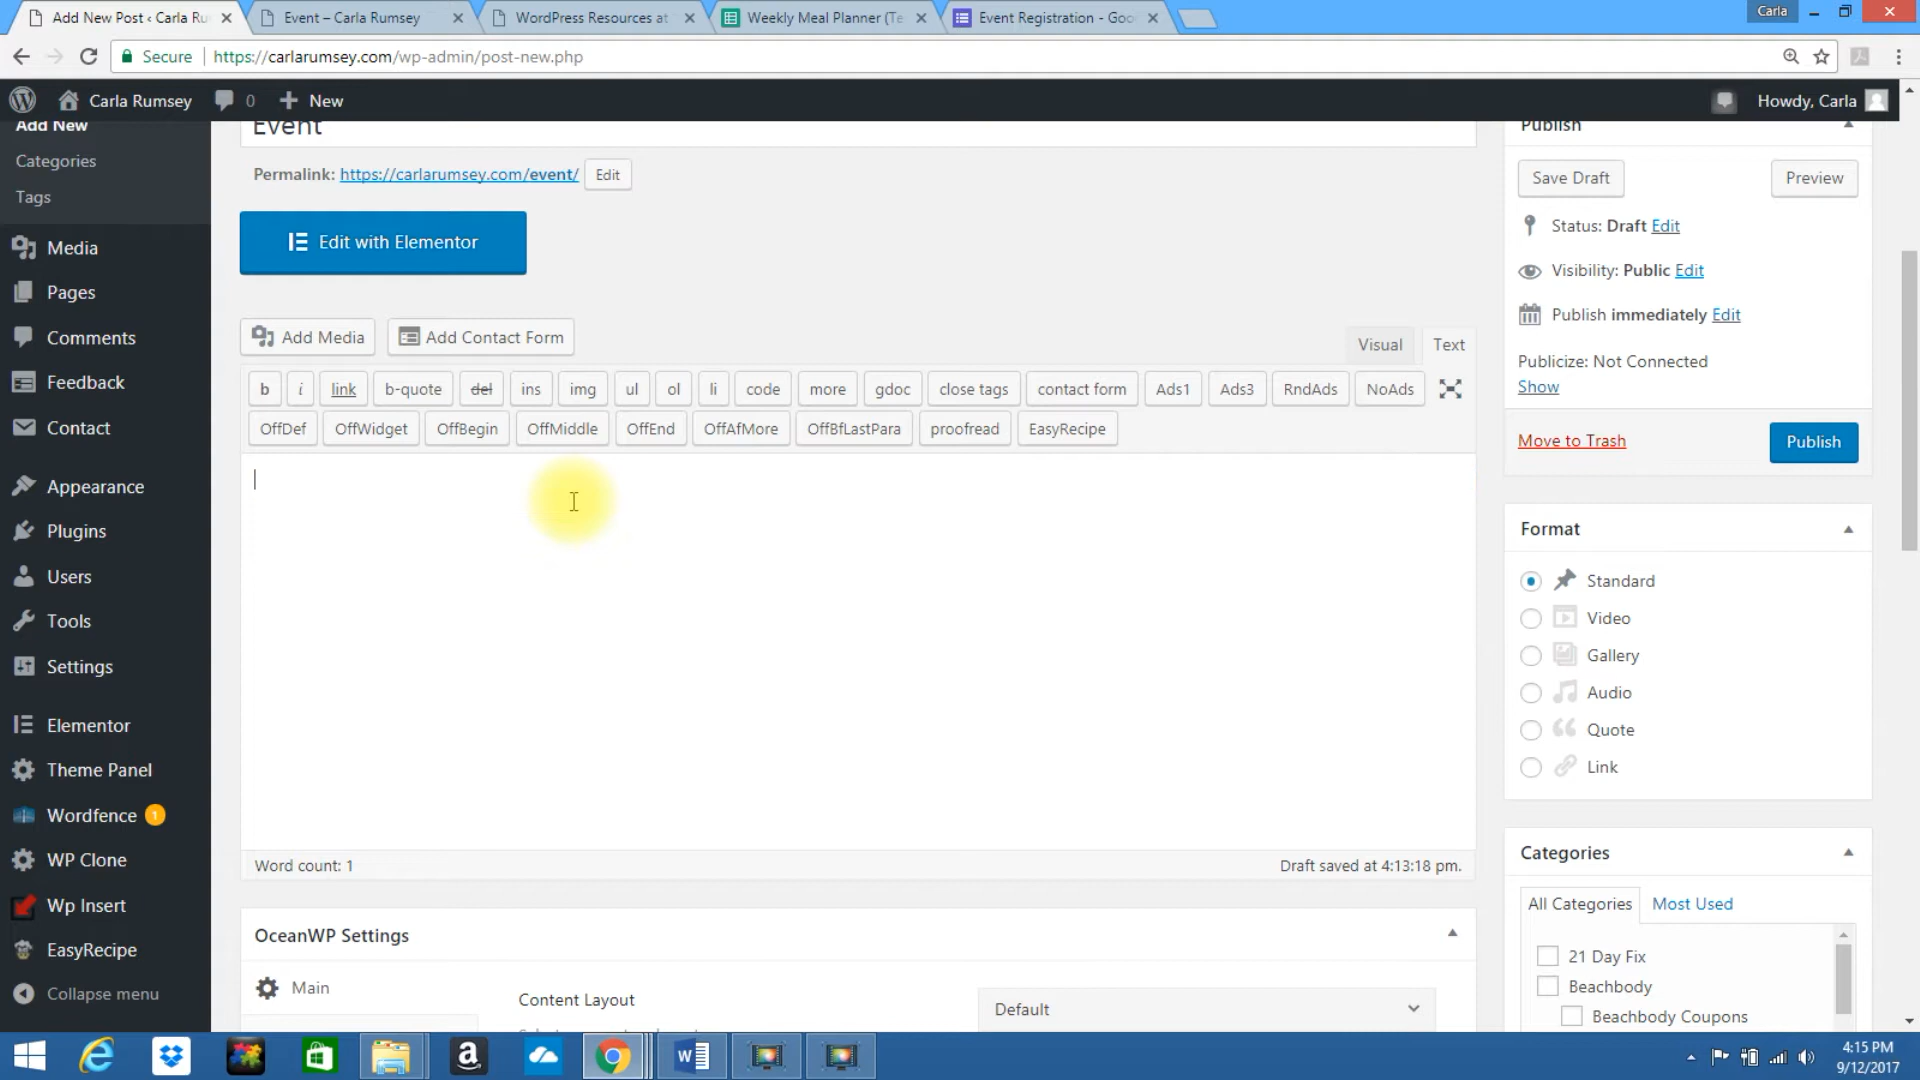 Add New Post ‹ Carla Ru
Event – Carla Rumsey
WordPress Resources at
Weekly Meal Planner (Te
Event Registration - Goo
Carla
Secure
https://carlarumsey.com/wp-admin/post-new.php
Carla Rumsey
0
New
Howdy, Carla
Add New
Categories
Tags
Media
Pages
Comments
Feedback
Contact
Appearance
Plugins
Users
Tools
Settings
Elementor
Theme Panel
Wordfence 1
WP Clone
Wp Insert
EasyRecipe
Collapse menu
Event
Permalink: https://carlarumsey.com/event/ Edit
Edit with Elementor
Add Media
Add Contact Form
Visual
Text
b i link b-quote del ins img ul ol li code more gdoc close tags contact form Ads1 Ads3 RndAds NoAds
OffDef OffWidget OffBegin OffMiddle OffEnd OffAfMore OffBfLastPara proofread EasyRecipe
Word count: 1
Draft saved at 4:13:18 pm.
OceanWP Settings
Main
Content Layout
Default
Publish
Save Draft
Preview
Status: Draft Edit
Visibility: Public Edit
Publish immediately Edit
Publicize: Not Connected
Show
Move to Trash
Publish
Format
Standard
Video
Gallery
Audio
Quote
Link
Categories
All Categories
Most Used
21 Day Fix
Beachbody
Beachbody Coupons
4:15 PM
9/12/2017